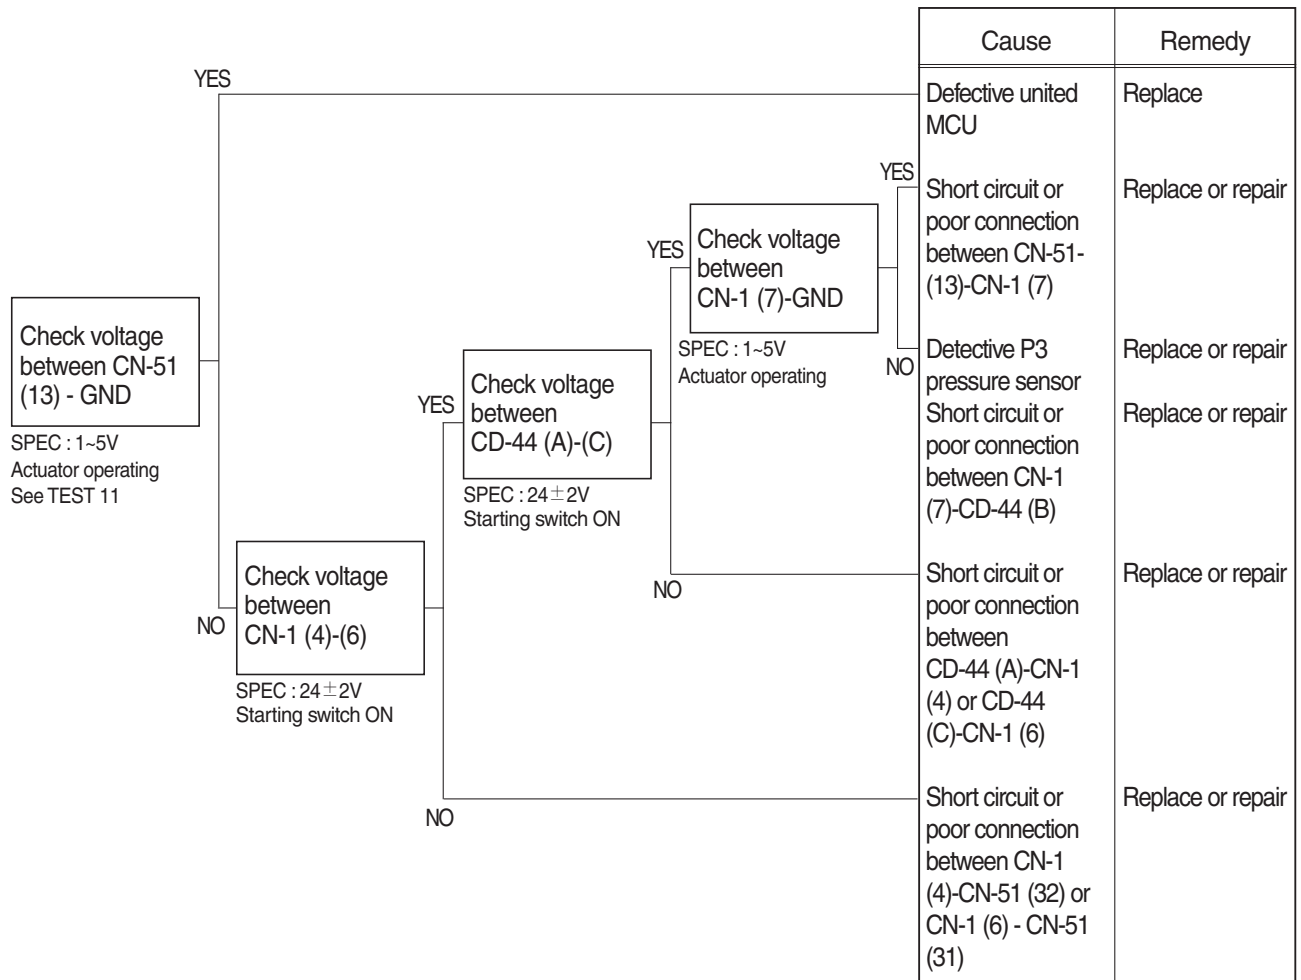 Cause
Remedy
YES
Defective united
MCU
Replace
YES
Short circuit or
poor connection
between CN-51-
(13)-CN-1 (7)
Replace or repair
YES
Check voltage
between
CN-1 (7)-GND
SPEC : 1~5V
Actuator operating
NO
Detective P3
pressure sensor
Replace or repair
Short circuit or
poor connection
between CN-1
(7)-CD-44 (B)
Replace or repair
Check voltage
between CN-51
(13) - GND
SPEC : 1~5V
Actuator operating
See TEST 11
YES
Check voltage
between
CD-44 (A)-(C)
SPEC : 24±2V
Starting switch ON
NO
Short circuit or
poor connection
between
CD-44 (A)-CN-1
(4) or CD-44
(C)-CN-1 (6)
Replace or repair
NO
Check voltage
between
CN-1 (4)-(6)
SPEC : 24±2V
Starting switch ON
NO
Short circuit or
poor connection
between CN-1
(4)-CN-51 (32) or
CN-1 (6) - CN-51
(31)
Replace or repair